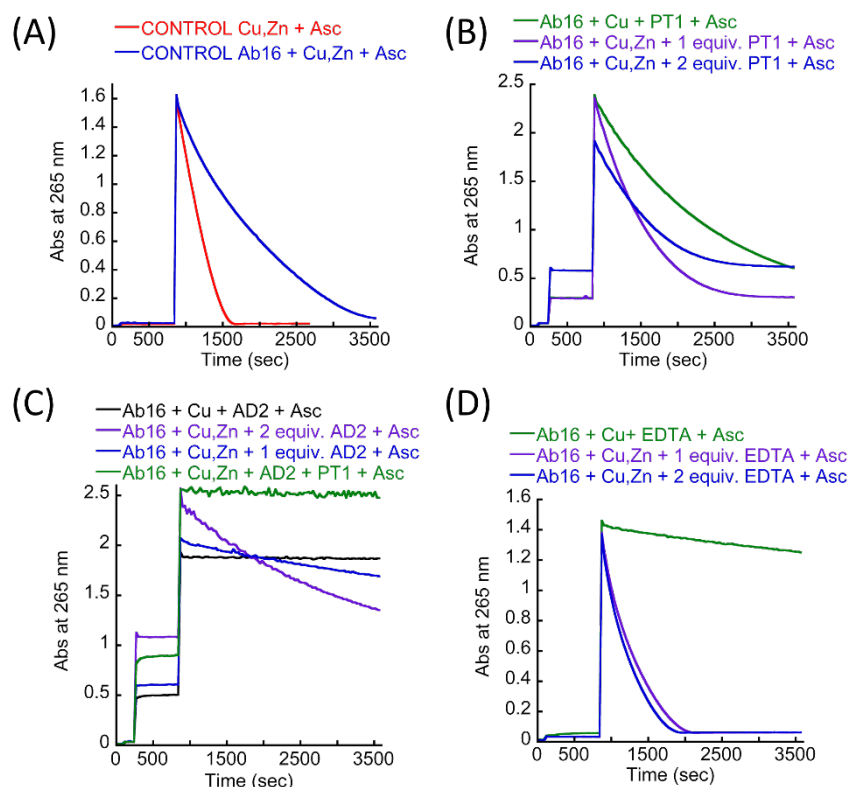 (A)
CONTROL Cu,Zn + Asc
CONTROL Ab16 + Cu,Zn + Asc
Abs at 265 nm
1.6
1.4
1.2
1
0.8
0.6
0.4
0.2
0
0 500 1500 2500 3500
Time (sec)
(B)
Ab16 + Cu + PT1 + Asc
Ab16 + Cu,Zn + 1 equiv. PT1 + Asc
Ab16 + Cu,Zn + 2 equiv. PT1 + Asc
Abs at 265 nm
2.5
2
1.5
1
0.5
0
0 500 1500 2500 3500
Time (sec)
(C)
Ab16 + Cu + AD2 + Asc
Ab16 + Cu,Zn + 2 equiv. AD2 + Asc
Ab16 + Cu,Zn + 1 equiv. AD2 + Asc
Ab16 + Cu,Zn + AD2 + PT1 + Asc
Abs at 265 nm
2.5
2
1.5
1
0.5
0
0 500 1500 2500 3500
Time (sec)
(D)
Ab16 + Cu+ EDTA + Asc
Ab16 + Cu,Zn + 1 equiv. EDTA + Asc
Ab16 + Cu,Zn + 2 equiv. EDTA + Asc
Abs at 265 nm
1.6
1.4
1.2
1
0.8
0.6
0.4
0.2
0
0 500 1500 2500 3500
Time (sec)